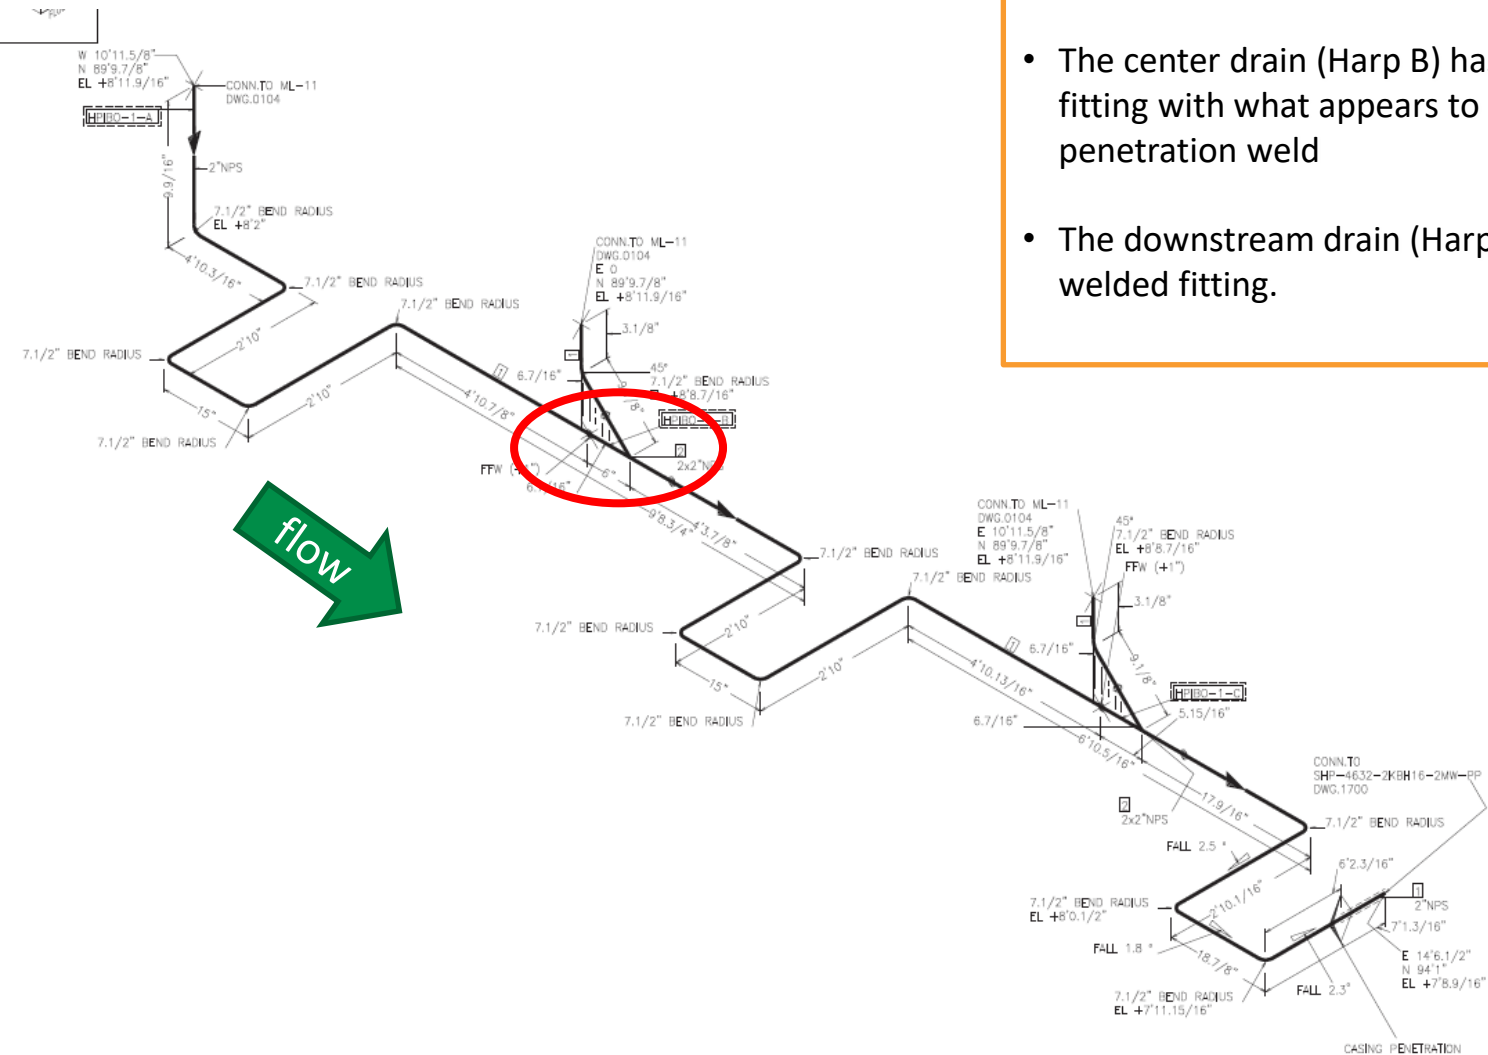 W 10'11.5/8"
N 89'9.7/8"
EL +8'11.9/16"
CONN.TO ML-11
DWG.0104
HPIBO-1-A
9.9/16"
2"NPS
7.1/2" BEND RADIUS
EL +8'2"
4'10.3/16"
7.1/2" BEND RADIUS
2'10"
7.1/2" BEND RADIUS
15"
7.1/2" BEND RADIUS
2'10"
7.1/2" BEND RADIUS
CONN.TO ML-11
DWG.0104
E 0
N 89'9.7/8"
EL +8'11.9/16"
3.1/8"
1
1
6.7/16"
45°
7.1/2" BEND RADIUS
EL +8'8.7/16"
4'10.7/8"
2
2x2"NPS
FFW (+1")
6"
9'8.3/4"
4'3.7/8"
flow
7.1/2" BEND RADIUS
2'10"
7.1/2" BEND RADIUS
15"
7.1/2" BEND RADIUS
2'10"
7.1/2" BEND RADIUS
CONN.TO ML-11
DWG.0104
E 10'11.5/8"
N 89'9.7/8"
EL +8'11.9/16"
45°
7.1/2" BEND RADIUS
EL +8'8.7/16"
FFW (+1")
3.1/8"
1
1
6.7/16"
9.1/8"
4'10.13/16"
HPIBO-1-C
5.15/16"
6.7/16"
6'10.5/16"
2
2x2"NPS
17.9/16"
CONN.TO
SHP-4632-2KBH16-2MW-PP
DWG.1700
7.1/2" BEND RADIUS
FALL 2.5 °
6'2.3/16"
2'10.1/16"
7.1/2" BEND RADIUS
EL +8'0.1/2"
1
2"NPS
7'1.3/16"
FALL 1.8 °
18.7/8"
E 14'6.1/2"
N 94'1"
EL +7'8.9/16"
FALL 2.3°
7.1/2" BEND RADIUS
EL +7'11.15/16"
CASING PENETRATION
• The center drain (Harp B) ha
fitting with what appears to
penetration weld
• The downstream drain (Harp
welded fitting.